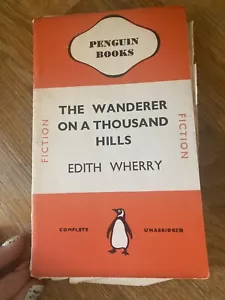 PENGUIN
BOOKS
THE WANDERER
ON A THOUSAND
HILLS
EDITH WHERRY
FICTION
FICTION
COMPLETE UNABRIDGED